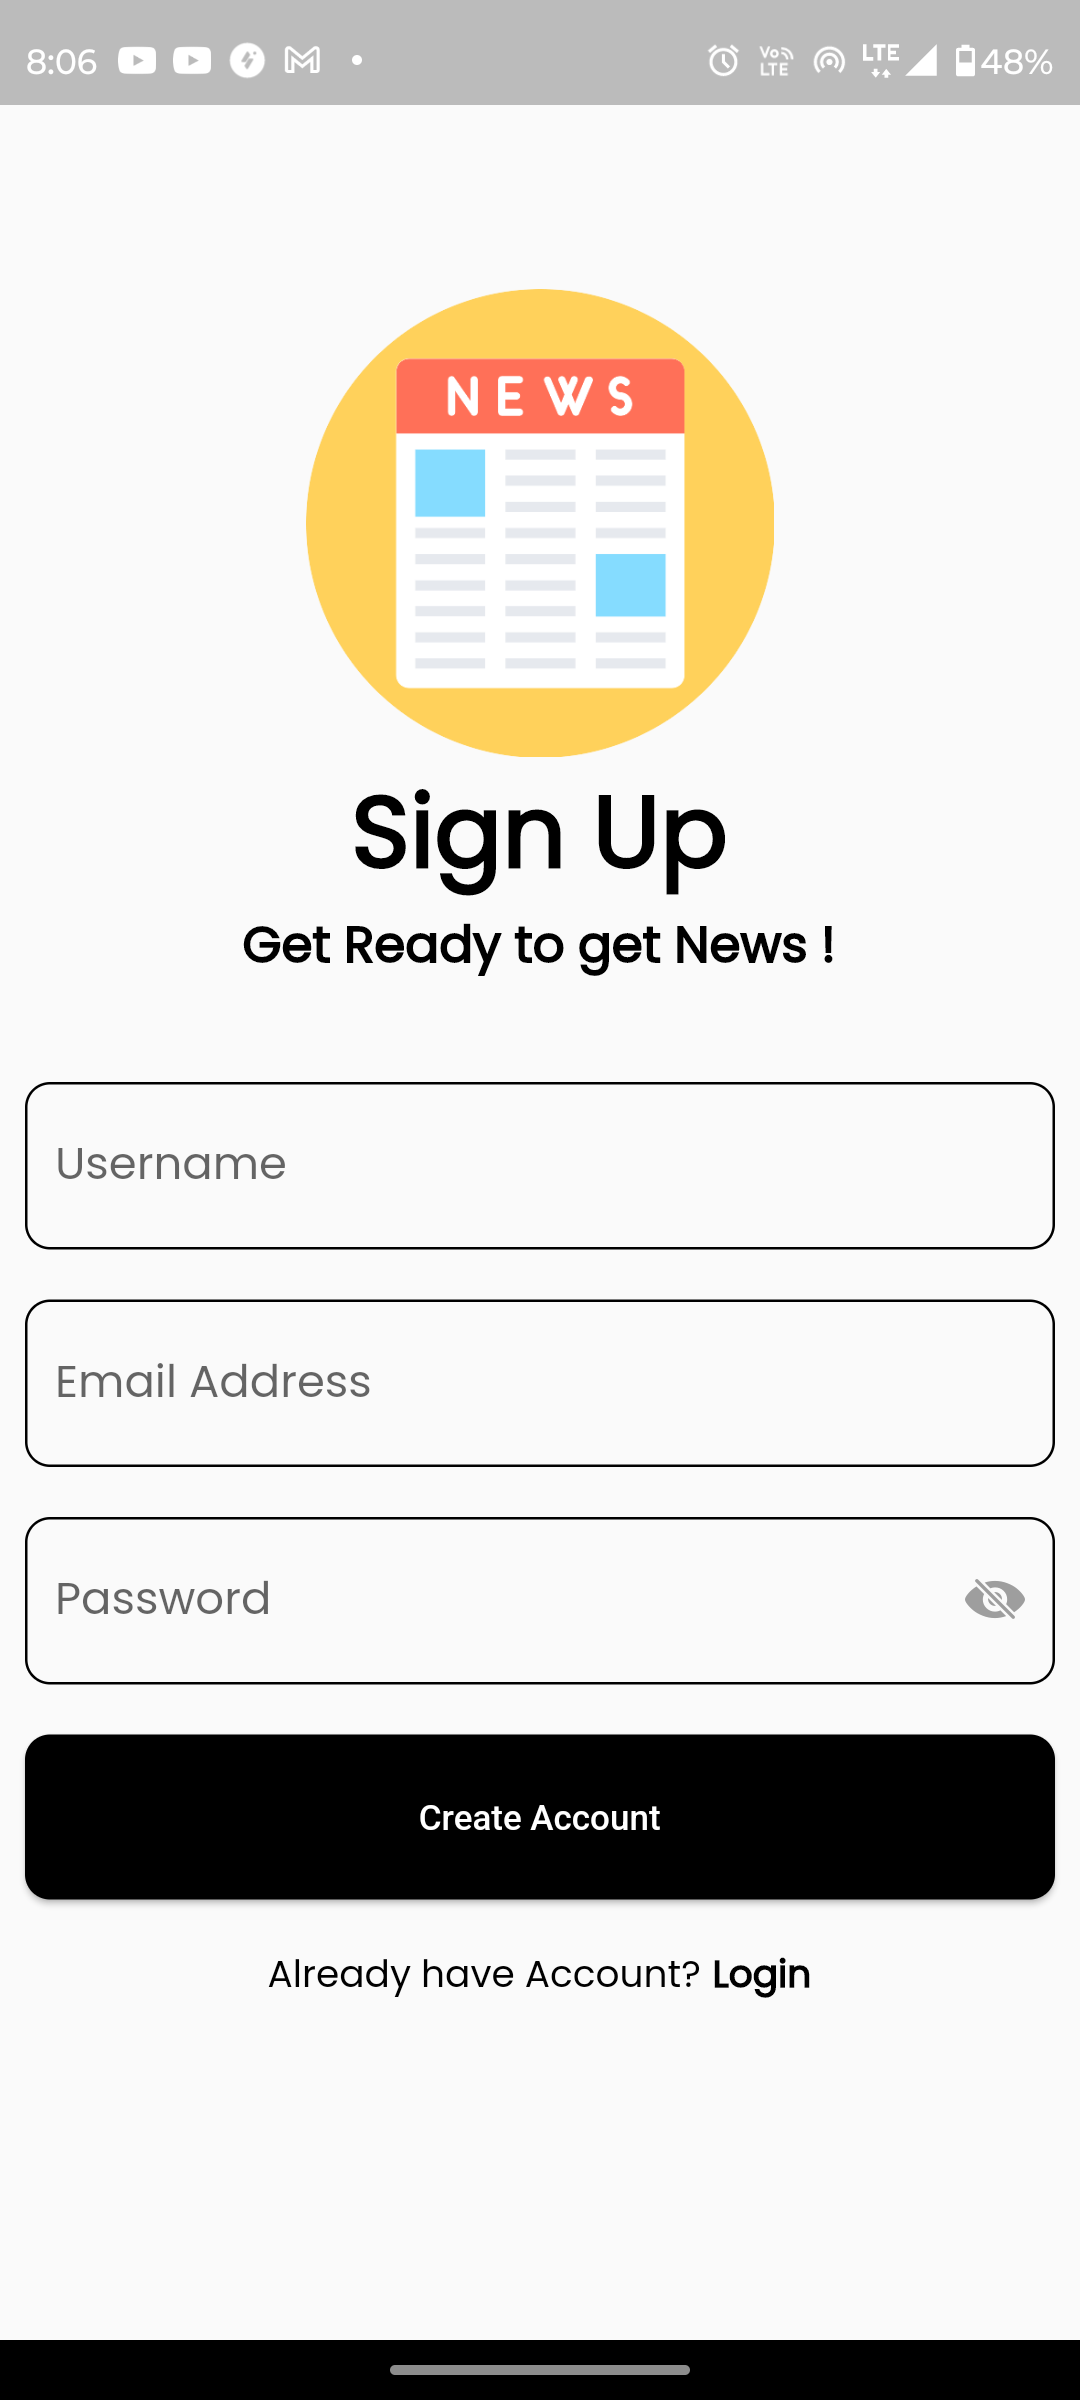 8:06 Vo LTE LTE 48%
NEWS
Sign Up
Get Ready to get News !
Username
Email Address
Password
Create Account
Already have Account? Login